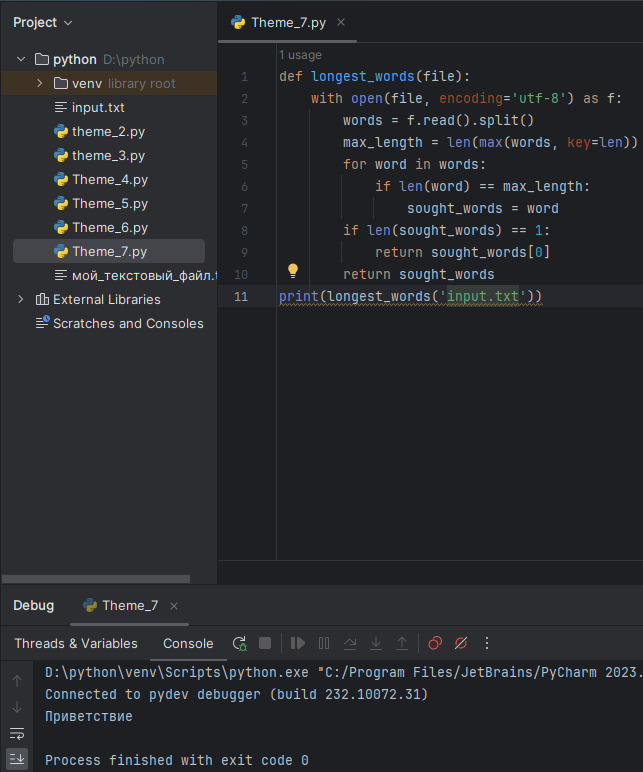 Project
python D:\python
venv library root
input.txt
theme_2.py
theme_3.py
Theme_4.py
Theme_5.py
Theme_6.py
Theme_7.py
мой_текстовый_файл.
External Libraries
Scratches and Consoles
Theme_7.py
1 usage
1 def longest_words(file):
2 with open(file, encoding='utf-8') as f:
3 words = f.read().split()
4 max_length = len(max(words, key=len))
5 for word in words:
6 if len(word) == max_length:
7 sought_words = word
8 if len(sought_words) == 1:
9 return sought_words[0]
10 return sought_words
11 print(longest_words('input.txt'))
Debug Theme_7
Threads & Variables Console
D:\python\venv\Scripts\python.exe "C:/Program Files/JetBrains/PyCharm 2023.
Connected to pydev debugger (build 232.10072.31)
Приветствие
Process finished with exit code 0